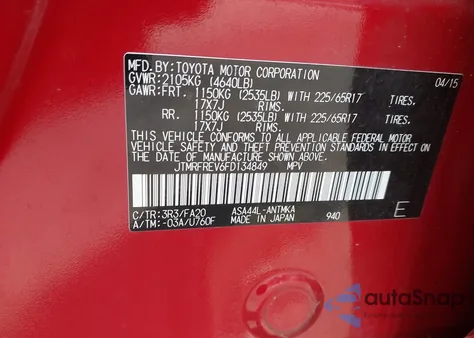 MFD. BY: TOYOTA MOTOR CORPORATION 04/15
GVWR: 2105KG (4640LB)
GAWR: FRT. 1150KG (2535LB) WITH 225/65R17 TIRES.
17X7J RIMS.
RR. 1150KG (2535LB) WITH 225/65R17 TIRES.
17X7J RIMS.
THIS VEHICLE CONFORMS TO ALL APPLICABLE FEDERAL MOTOR
VEHICLE SAFETY AND THEFT PREVENTION STANDARDS IN EFFECT
ON THE DATE OF MANUFACTURE SHOWN ABOVE.
JTMRFREV6FD134849 MPV
C/TR: 3R3/FA20 ASA44L-ANTMKA
A/TM: -03A/U760F MADE IN JAPAN 940 E
autoSnap